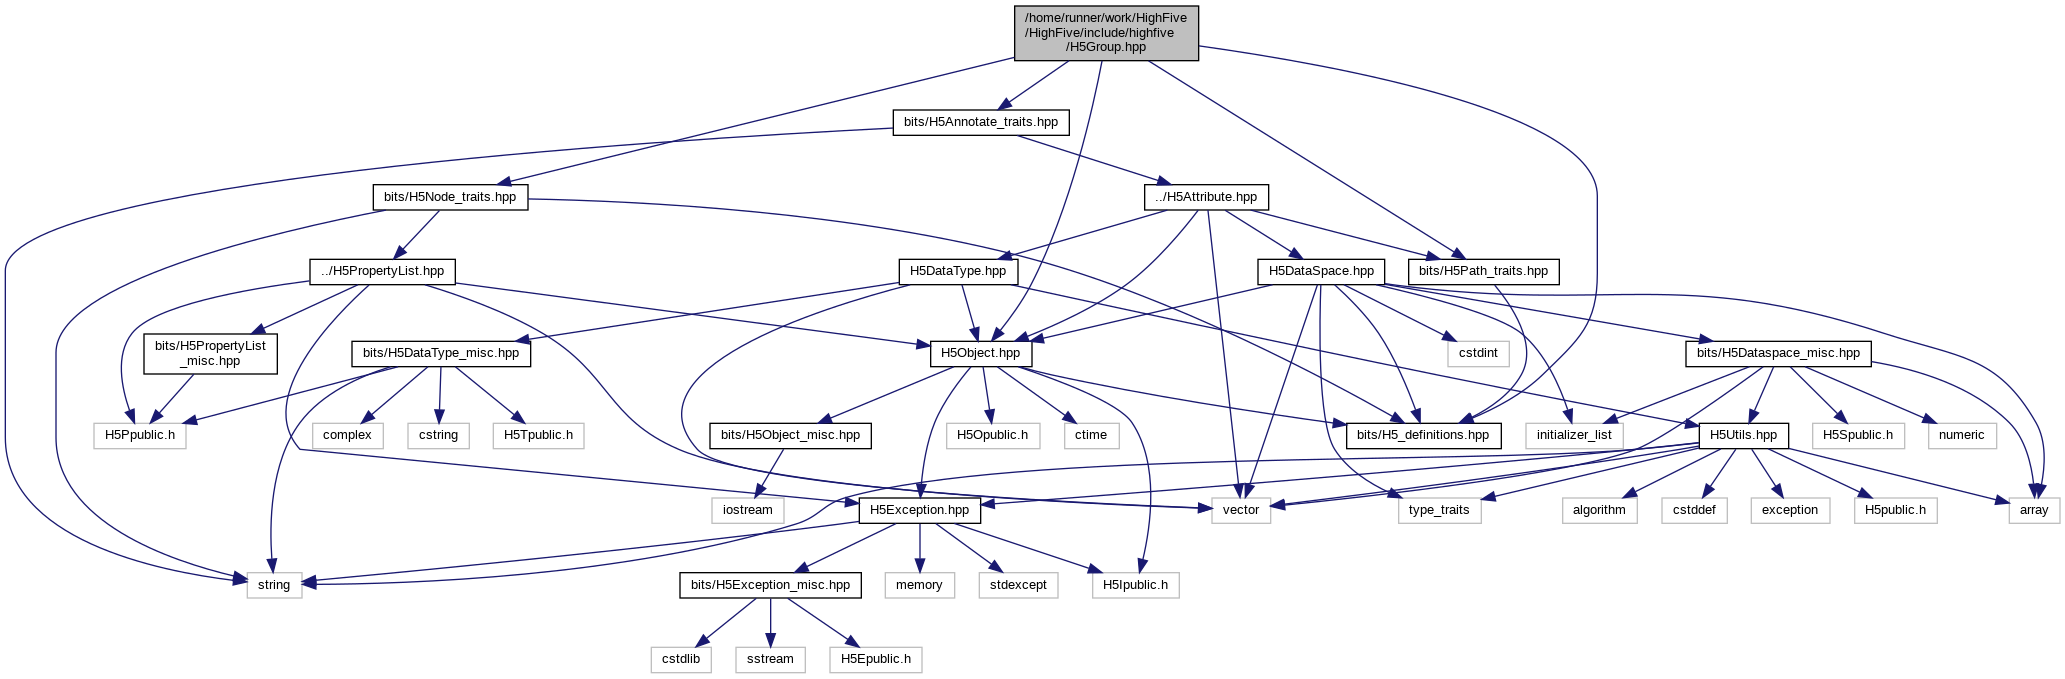 /home/runner/work/HighFive
/HighFive/include/highfive
/H5Group.hpp
bits/H5Annotate_traits.hpp
bits/H5Node_traits.hpp
../H5Attribute.hpp
../H5PropertyList.hpp
H5DataType.hpp
H5DataSpace.hpp
bits/H5Path_traits.hpp
bits/H5PropertyList
_misc.hpp
bits/H5DataType_misc.hpp
H5Object.hpp
cstdint
bits/H5Dataspace_misc.hpp
H5Ppublic.h
complex
cstring
H5Tpublic.h
bits/H5Object_misc.hpp
H5Opublic.h
ctime
bits/H5_definitions.hpp
initializer_list
H5Utils.hpp
H5Spublic.h
numeric
iostream
H5Exception.hpp
vector
type_traits
algorithm
cstddef
exception
H5public.h
array
string
bits/H5Exception_misc.hpp
memory
stdexcept
H5Ipublic.h
cstdlib
sstream
H5Epublic.h